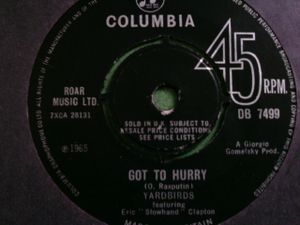 COLUMBIA
45 R.P.M.
ROAR
MUSIC LTD.
7XCA 28131
DB 7499
SOLD IN U.K. SUBJECT TO
RESALE PRICE CONDITIONS
SEE PRICE LISTS
℗1965
A Giorgio
Gomelsky Prod.
GOT TO HURRY
(O. Rasputin)
YARDBIRDS
featuring
Eric "Slowhand" Clapton